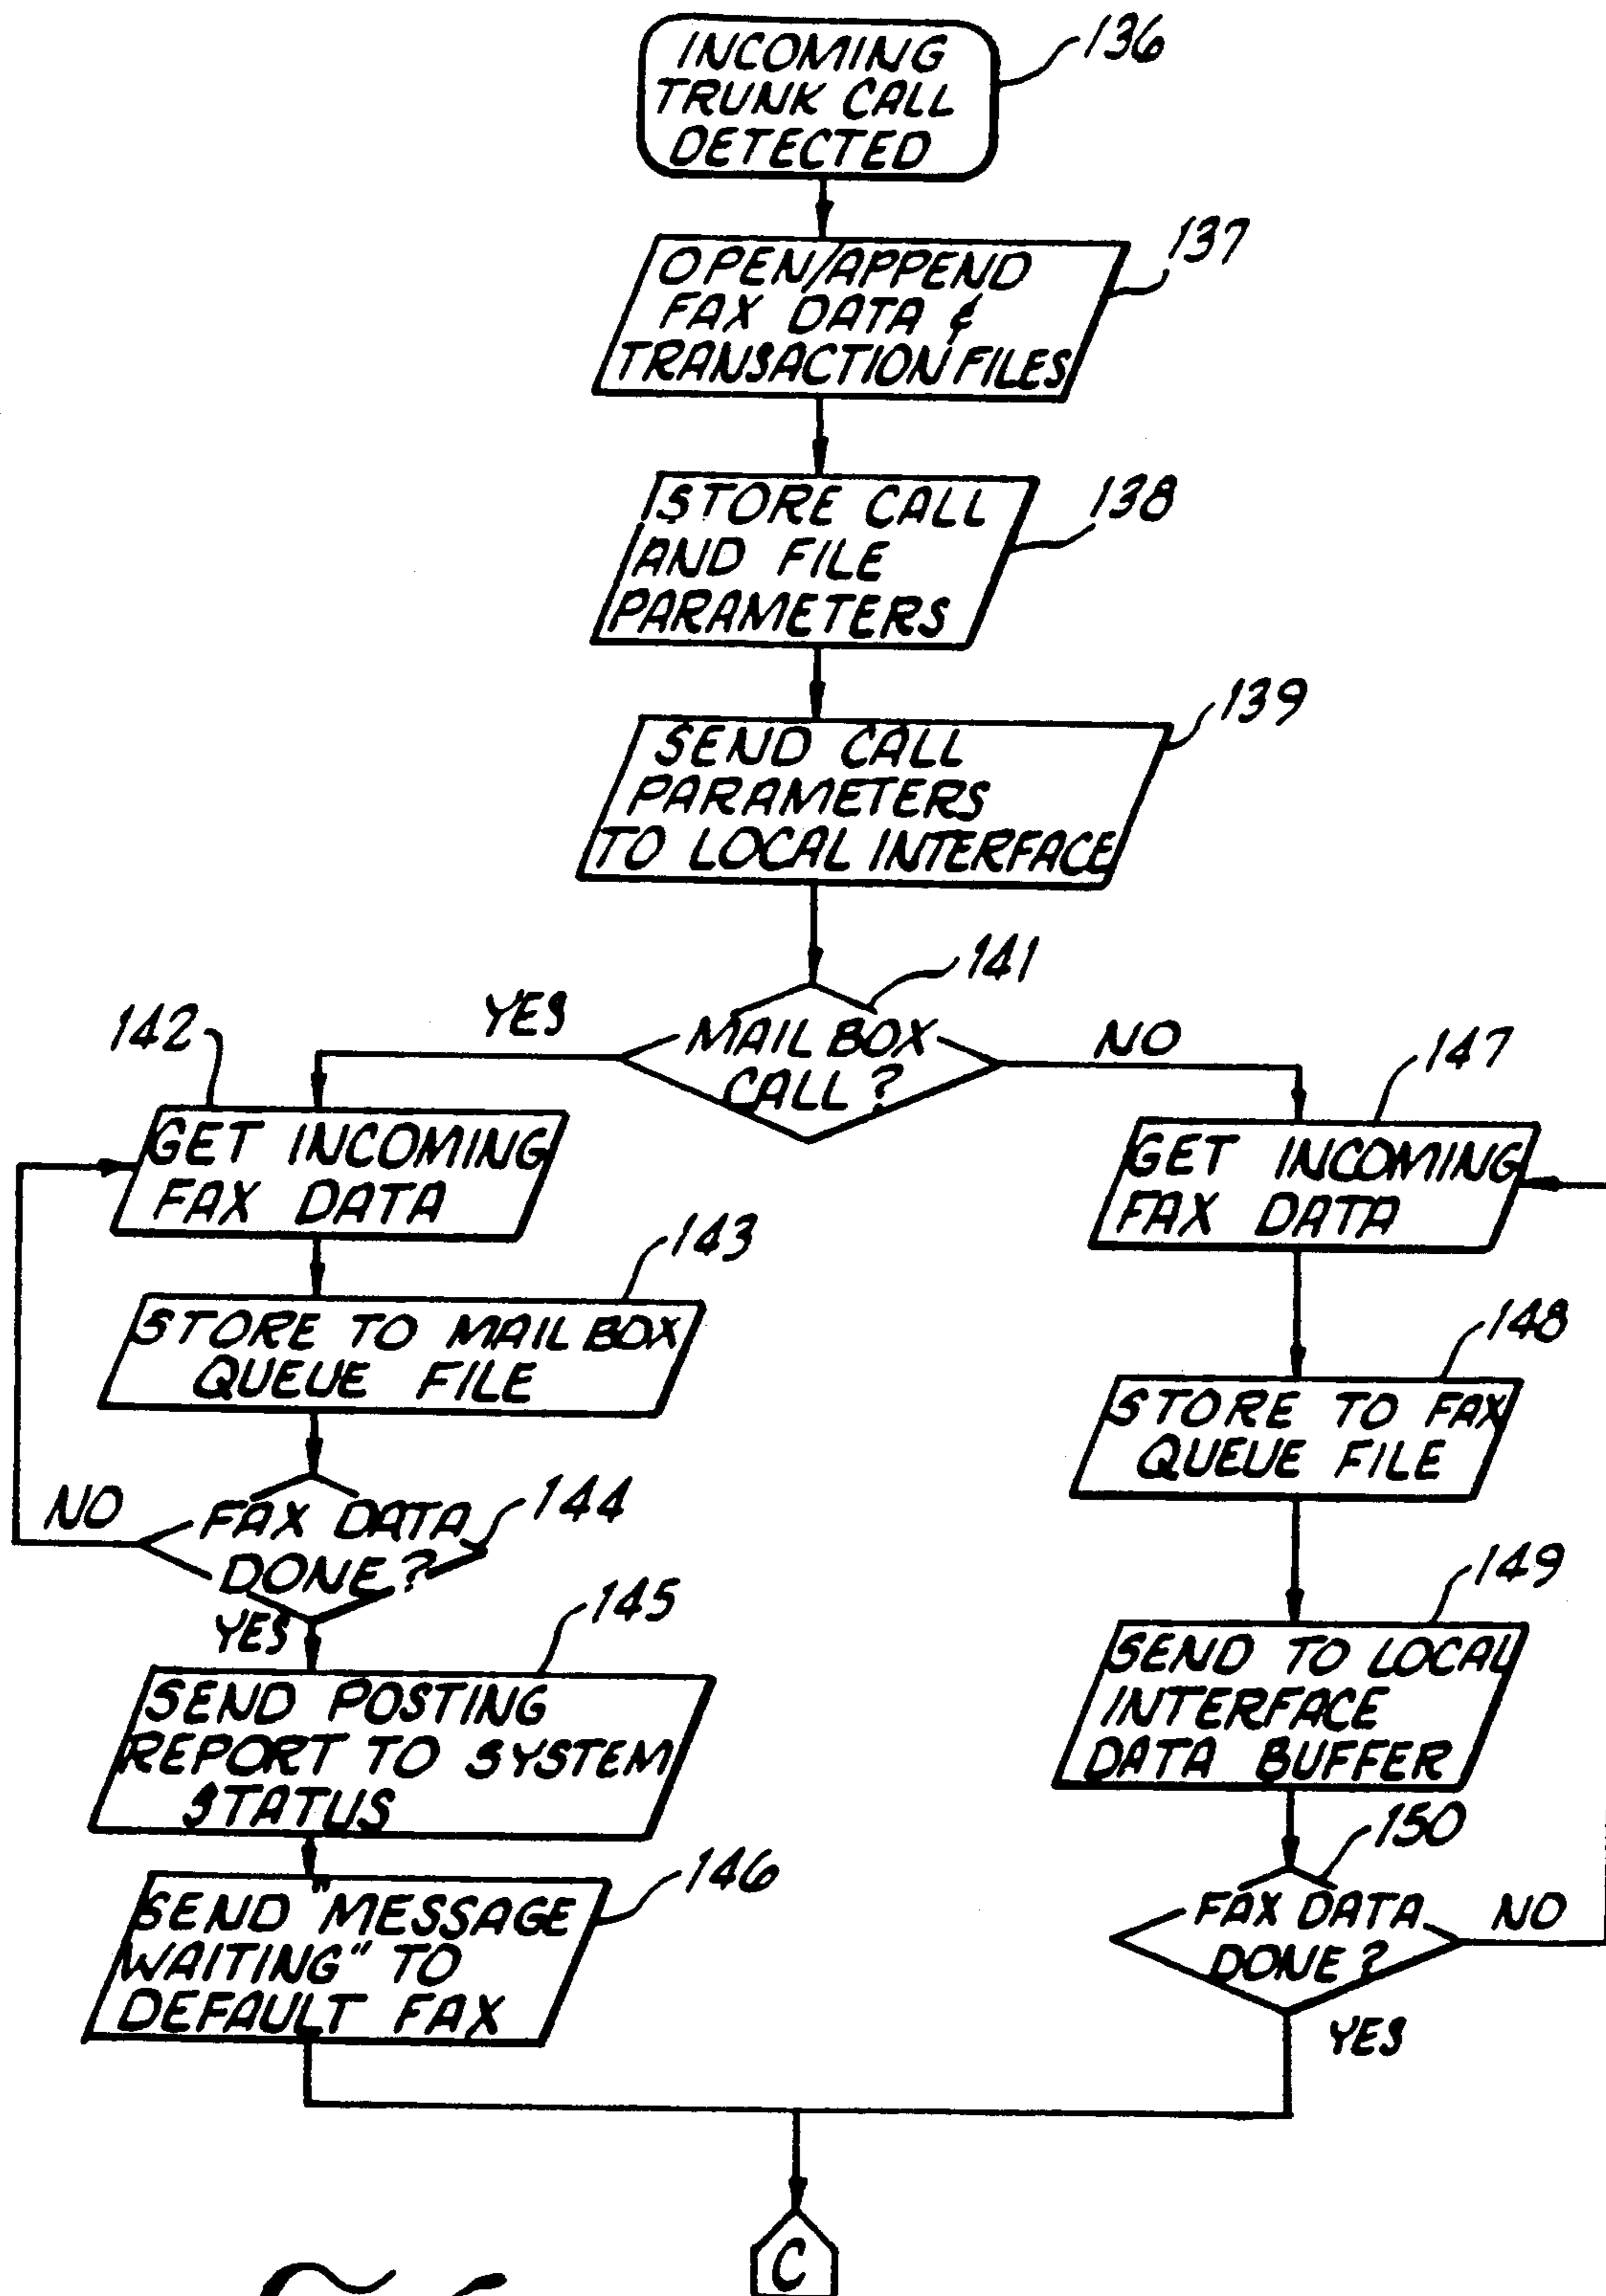 INCOMING
TRUNK CALL
DETECTED
136
OPEN/APPEND
FAX DATA &
TRANSACTION FILES
137
STORE CALL
AND FILE
PARAMETERS
138
SEND CALL
PARAMETERS
TO LOCAL INTERFACE
139
MAIL BOX
CALL?
141
YES
NO
142
GET INCOMING
FAX DATA
143
STORE TO MAIL BOX
QUEUE FILE
144
FAX DATA
DONE?
NO
YES
145
SEND POSTING
REPORT TO SYSTEM
STATUS
146
SEND "MESSAGE
WAITING" TO
DEFAULT FAX
147
GET INCOMING
FAX DATA
148
STORE TO FAX
QUEUE FILE
149
SEND TO LOCAL
INTERFACE
DATA BUFFER
150
FAX DATA
DONE?
NO
YES
C